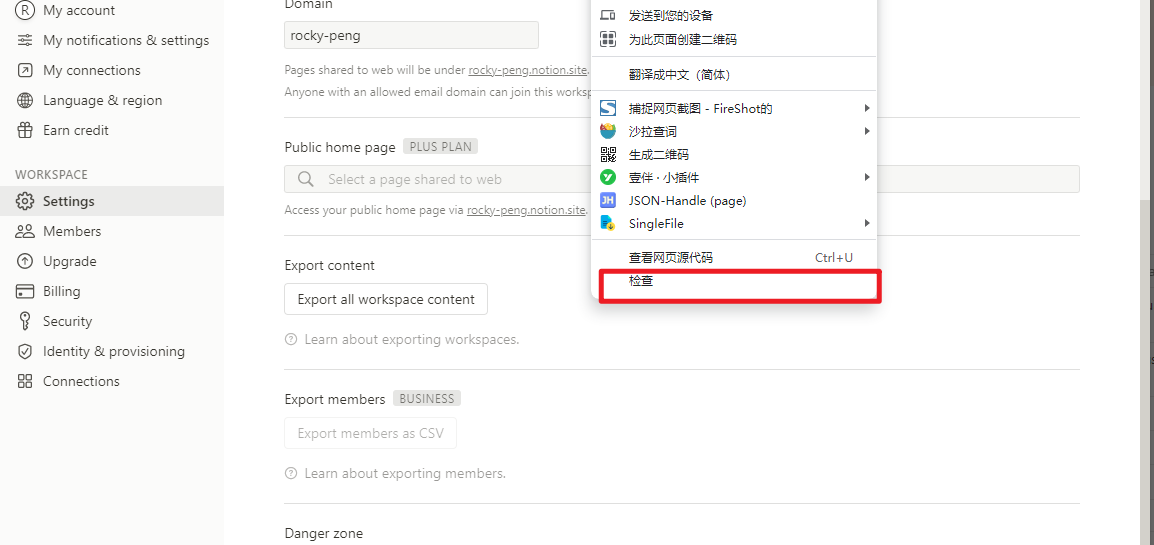 R My account
My notifications & settings
My connections
Language & region
Earn credit
WORKSPACE
Settings
Members
Upgrade
Billing
Security
Identity & provisioning
Connections
Domain
rocky-peng
Pages shared to web will be under rocky-peng.notion.site.
Anyone with an allowed email domain can join this worksp
Public home page PLUS PLAN
Select a page shared to web
Access your public home page via rocky-peng.notion.site.
Export content
Export all workspace content
Learn about exporting workspaces.
Export members BUSINESS
Export members as CSV
Learn about exporting members.
Danger zone
发送到您的设备
为此页面创建二维码
翻译成中文（简体）
捕捉网页截图 - FireShot的
沙拉查词
生成二维码
壹伴 · 小插件
JH JSON-Handle (page)
SingleFile
查看网页源代码 Ctrl+U
检查